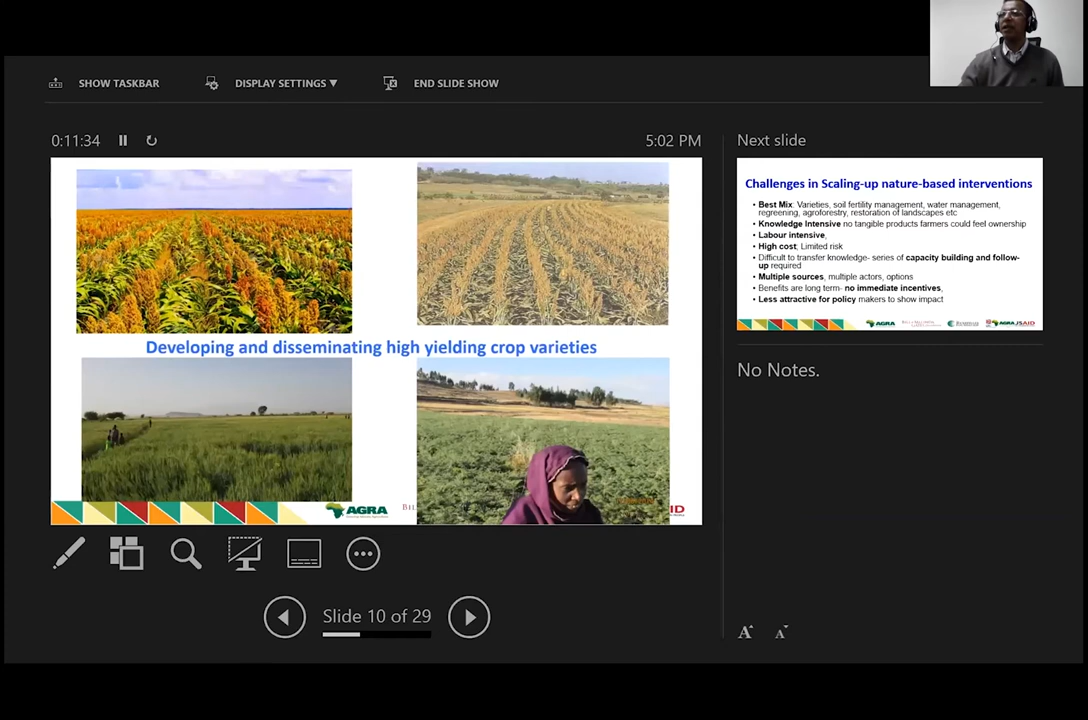 SHOW TASKBAR
DISPLAY SETTINGS ▼
END SLIDE SHOW
0:11:34
5:02 PM
Developing and disseminating high yielding crop varieties
AGRA
ID
Slide 10 of 29
Next slide
Challenges in Scaling-up nature-based interventions
• Best Mix: Varieties, soil fertility management, water management,
regreening, agroforestry, restoration of landscapes etc
• Knowledge Intensive no tangible products farmers could feel ownership
• Labour intensive,
• High cost; Limited risk
• Difficult to transfer knowledge- series of capacity building and follow-
up required
• Multiple sources, multiple actors, options
• Benefits are long term- no immediate incentives,
• Less attractive for policy makers to show impact
AGRA
AGRA USAID
No Notes.
A A